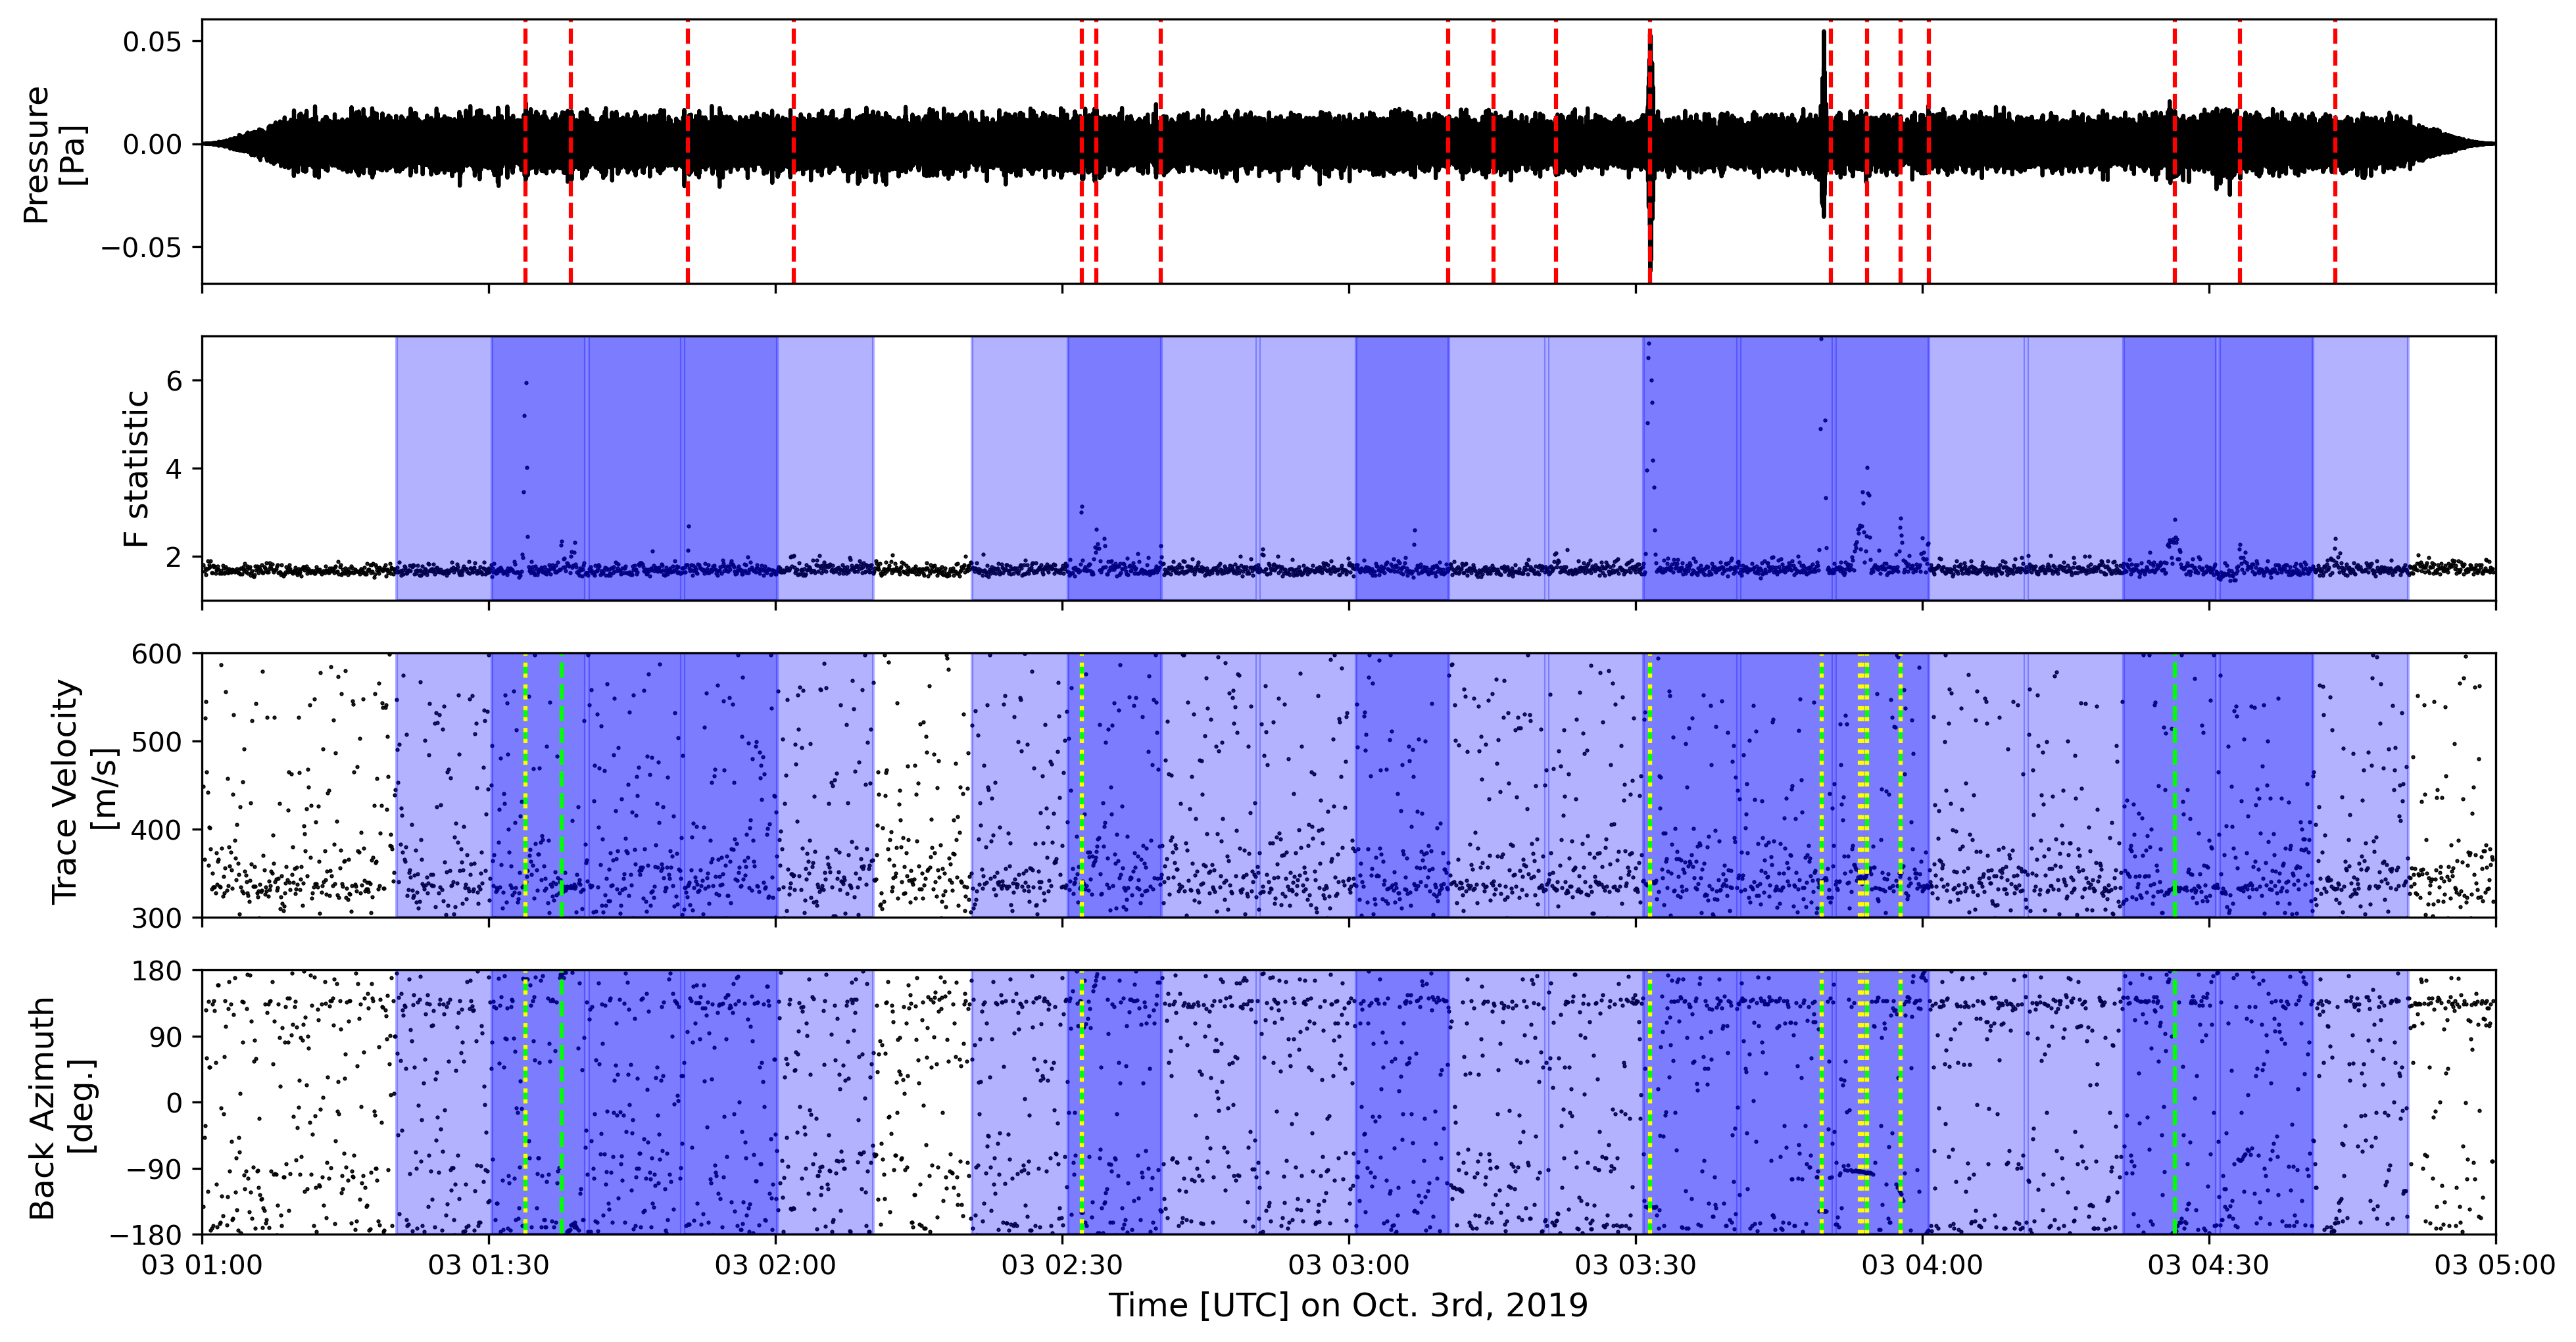 0.05
0.00
−0.05
Pressure
[Pa]
6
4
2
F statistic
600
500
400
300
Trace Velocity
[m/s]
180
90
0
−90
−180
Back Azimuth
[deg.]
03 01:00 03 01:30 03 02:00 03 02:30 03 03:00 03 03:30 03 04:00 03 04:30 03 05:00
Time [UTC] on Oct. 3rd, 2019